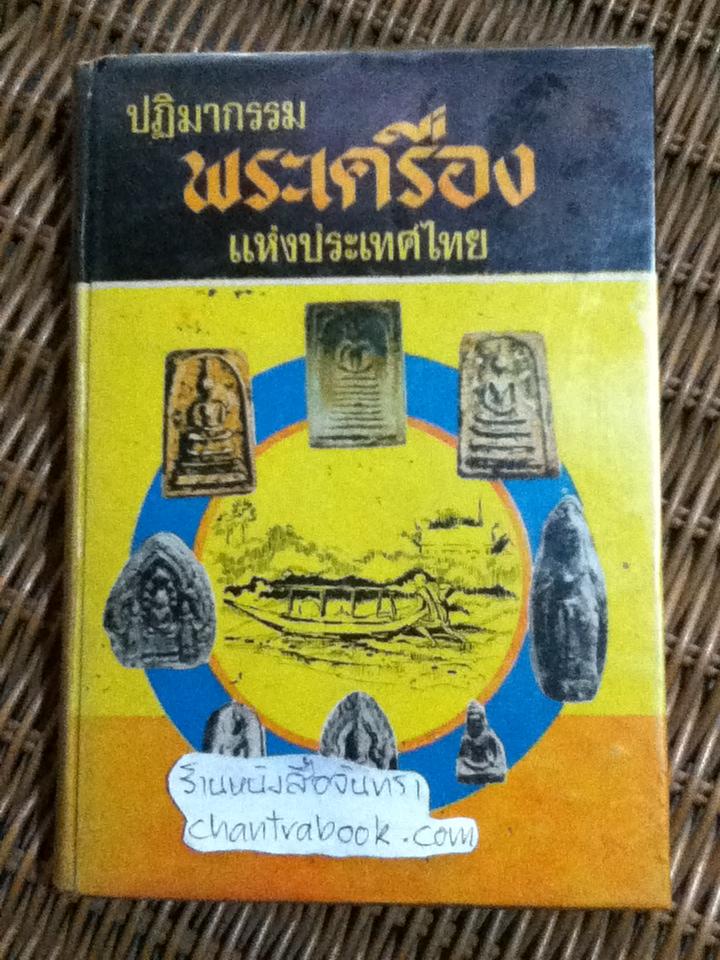 ปฏิมากรรม
พระเครื่อง
แห่งประเทศไทย
ร้านหนังสือจันทรา
chantrabook.com